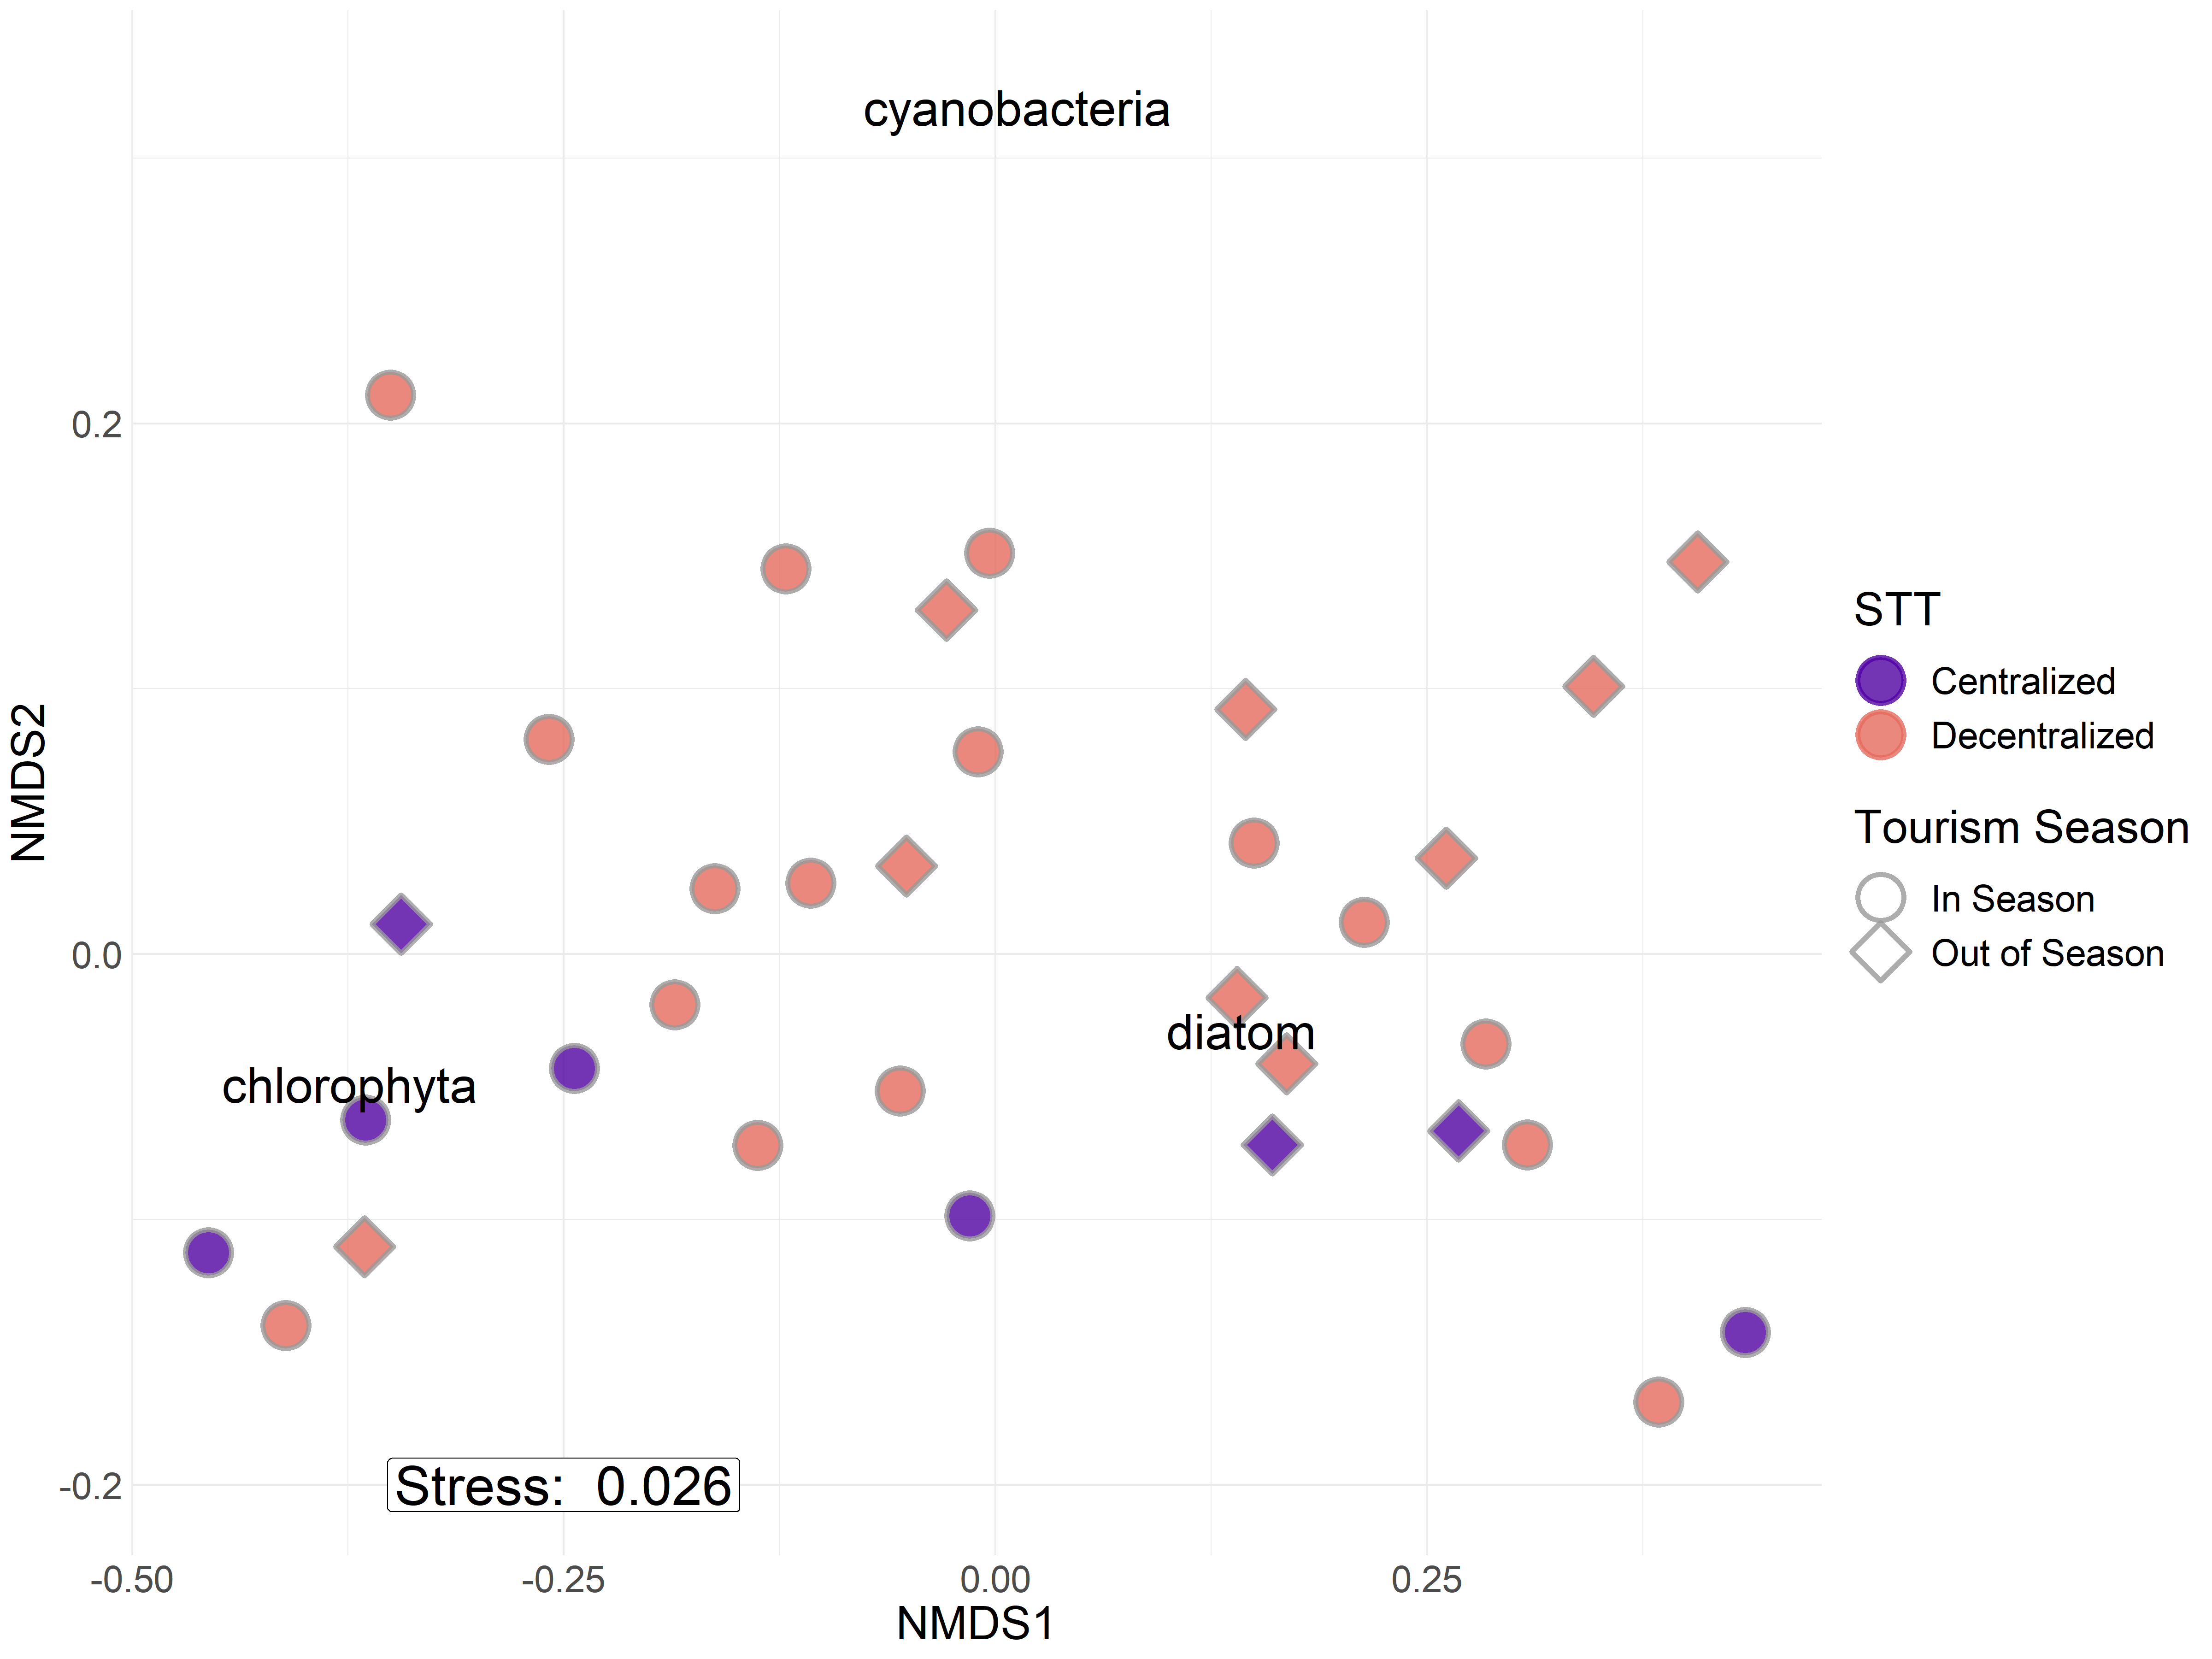 cyanobacteria
0.2
NMDS2
0.0
-0.2
chlorophyta
diatom
Stress:  0.026
-0.50
-0.25
0.00
0.25
NMDS1
STT
Centralized
Decentralized
Tourism Season
In Season
Out of Season